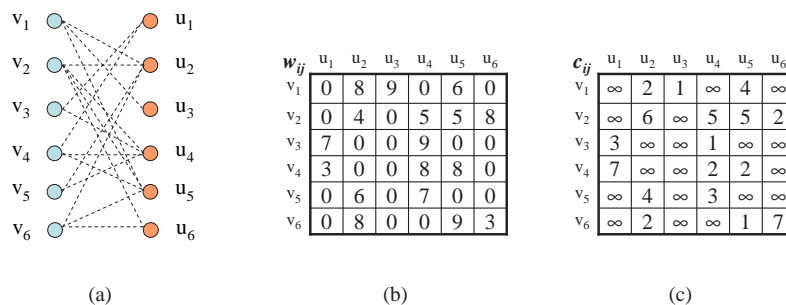 v1 u1
v2 u2
v3 u3
v4 u4
v5 u5
v6 u6
(a)
wij u1 u2 u3 u4 u5 u6
v1 0 8 9 0 6 0
v2 0 4 0 5 5 8
v3 7 0 0 9 0 0
v4 3 0 0 8 8 0
v5 0 6 0 7 0 0
v6 0 8 0 0 9 3
(b)
cij u1 u2 u3 u4 u5 u6
v1 ∞ 2 1 ∞ 4 ∞
v2 ∞ 6 ∞ 5 5 2
v3 3 ∞ ∞ 1 ∞ ∞
v4 7 ∞ ∞ 2 2 ∞
v5 ∞ 4 ∞ 3 ∞ ∞
v6 ∞ 2 ∞ ∞ 1 7
(c)